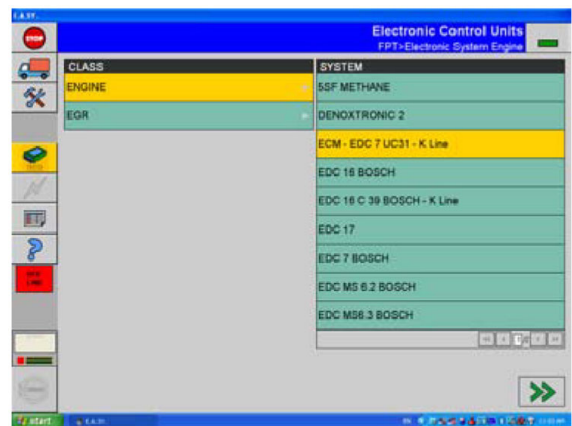 E.A.SY.
STOP
Electronic Control Units
FPT>Electronic System Engine
CLASS
SYSTEM
ENGINE
5SF METHANE
EGR
DENOXTRONIC 2
ECM - EDC 7 UC31 - K Line
EDC 16 BOSCH
EDC 16 C 39 BOSCH - K Line
EDC 17
EDC 7 BOSCH
EDC MS 6.2 BOSCH
EDC MS6.3 BOSCH
start
E.A.SY.
EN